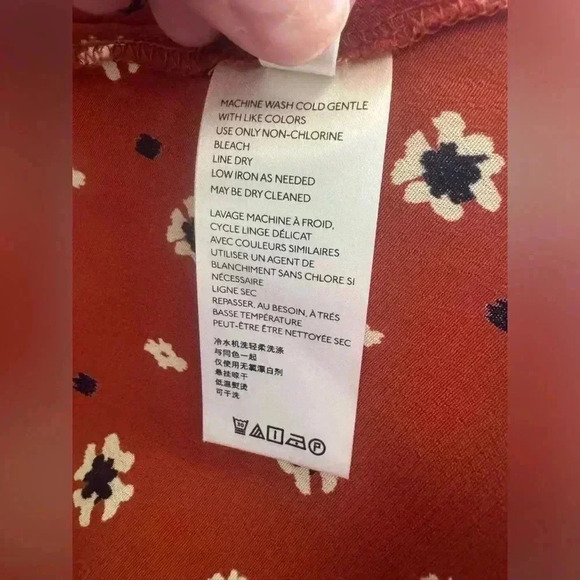 MACHINE WASH COLD GENTLE
WITH LIKE COLORS
USE ONLY NON-CHLORINE
BLEACH
LINE DRY
LOW IRON AS NEEDED
MAY BE DRY CLEANED
LAVAGE MACHINE À FROID,
CYCLE LINGE DÉLICAT
AVEC COULEURS SIMILAIRES
UTILISER UN AGENT DE
BLANCHIMENT SANS CHLORE SI
NÉCESSAIRE
LIGNE SEC
REPASSER, AU BESOIN, À TRÉS
BASSE TEMPÉRATURE
PEUT-ÊTRE ÊTRE NETTOYÉE SEC
冷水机洗轻柔洗涤
与同色一起
仅使用无氯漂白剂
悬挂晾干
低温熨烫
可干洗
30
P